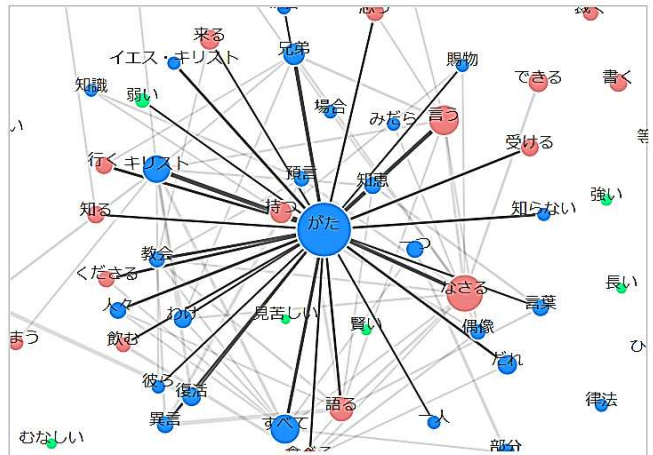 来る
兄弟
イエス・キリスト
賜物
知識
弱い
場合
みだら
言う
できる
書く
い
受ける
行く
キリスト
預言
知恵
持つ
知る
がた
知らない
強い
教会
一つ
くださる
なさる
長い
人々
わけ
見苦しい
賢い
偶像
言葉
まう
飲む
だれ
ひ
彼ら
復活
語る
異言
すべて
一人
律法
むなしい
部分